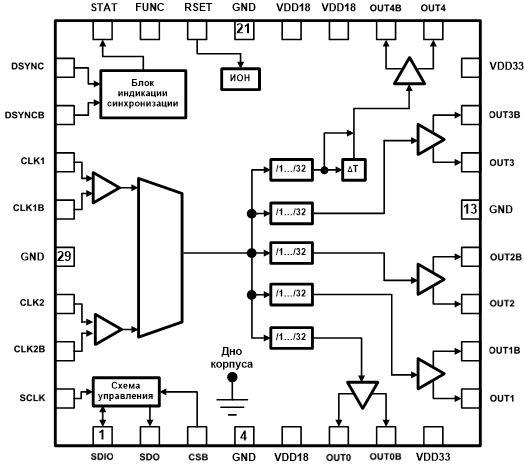 STAT FUNC RSET GND VDD18 VDD18 OUT4B OUT4
21
DSYNC
VDD33
Блок
индикации
синхронизации
ИОН
DSYNCB
OUT3B
CLK1
OUT3
/1…/32
ΔT
CLK1B
/1…/32
13
GND
GND
29
/1…/32
OUT2B
CLK2
/1…/32
OUT2
CLK2B
/1…/32
OUT1B
Дно
корпуса
SCLK
Схема
управления
OUT1
1
4
SDIO SDO CSB GND VDD18 OUT0 OUT0B VDD33